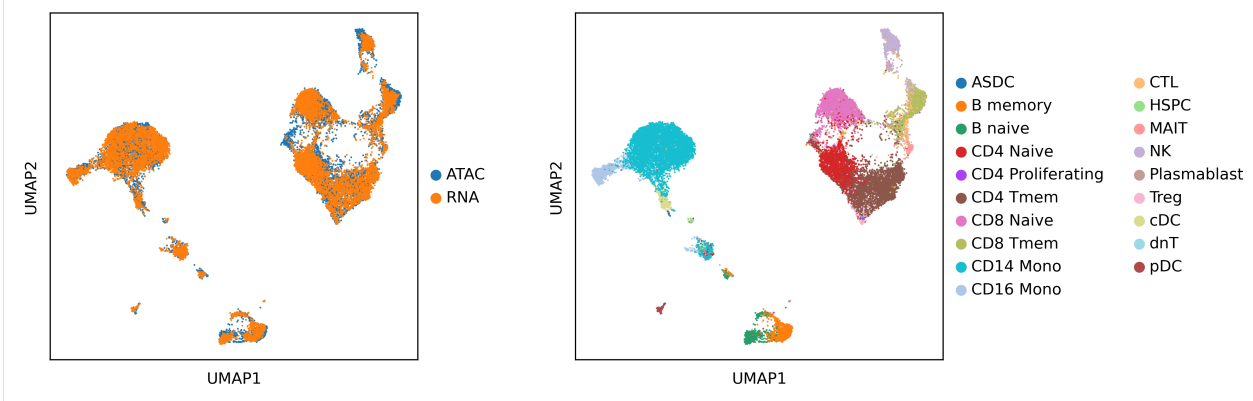 UMAP2
UMAP1
ATAC
RNA
UMAP2
UMAP1
ASDC
B memory
B naive
CD4 Naive
CD4 Proliferating
CD4 Tmem
CD8 Naive
CD8 Tmem
CD14 Mono
CD16 Mono
CTL
HSPC
MAIT
NK
Plasmablast
Treg
cDC
dnT
pDC